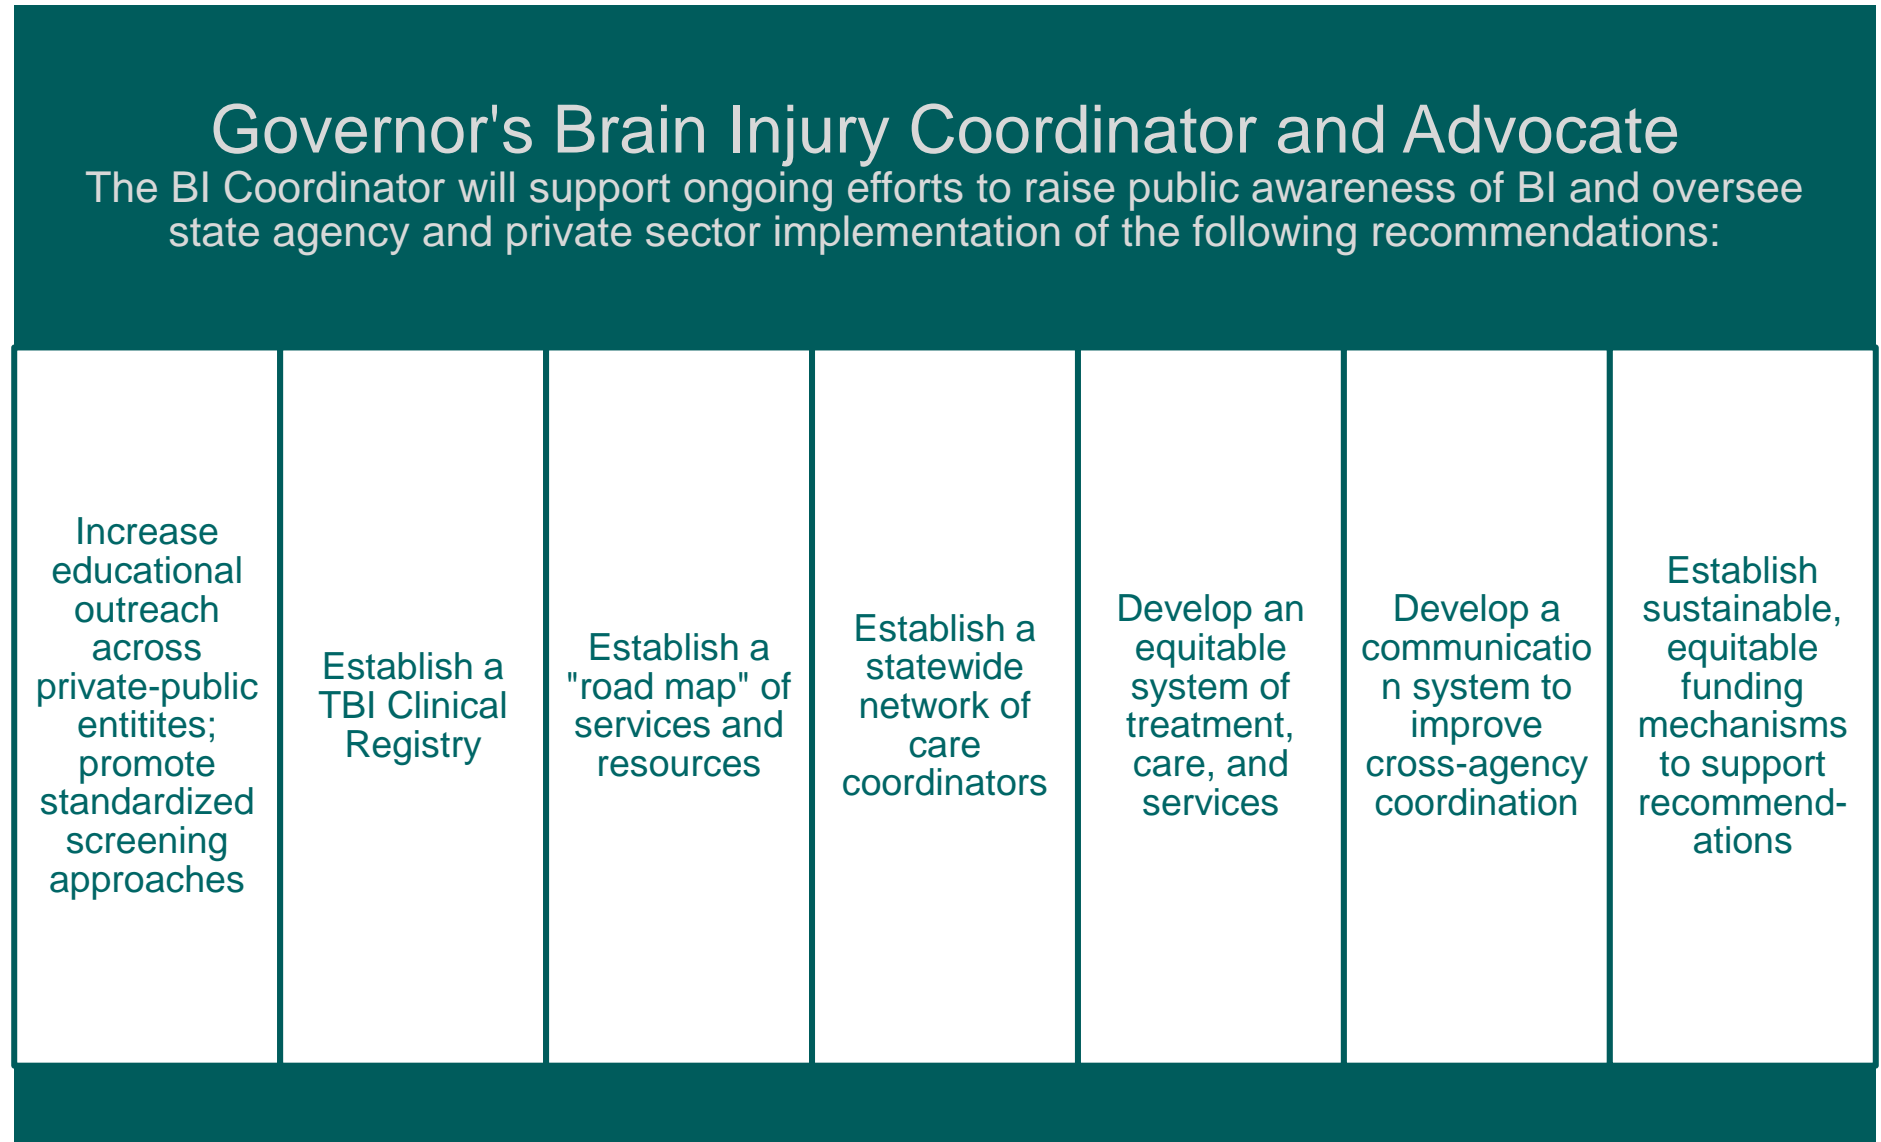 Governor's Brain Injury Coordinator and Advocate
The BI Coordinator will support ongoing efforts to raise public awareness of BI and oversee
state agency and private sector implementation of the following recommendations:
Increase
educational
outreach
across
private-public
entitites;
promote
standardized
screening
approaches
Establish a
TBI Clinical
Registry
Establish a
"road map" of
services and
resources
Establish a
statewide
network of
care
coordinators
Develop an
equitable
system of
treatment,
care, and
services
Develop a
communicatio
n system to
improve
cross-agency
coordination
Establish
sustainable,
equitable
funding
mechanisms
to support
recommend-
ations